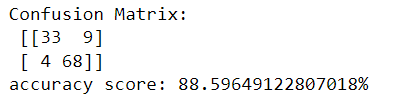 Confusion Matrix:
[[33  9]
[ 4 68]]
accuracy score: 88.59649122807018%